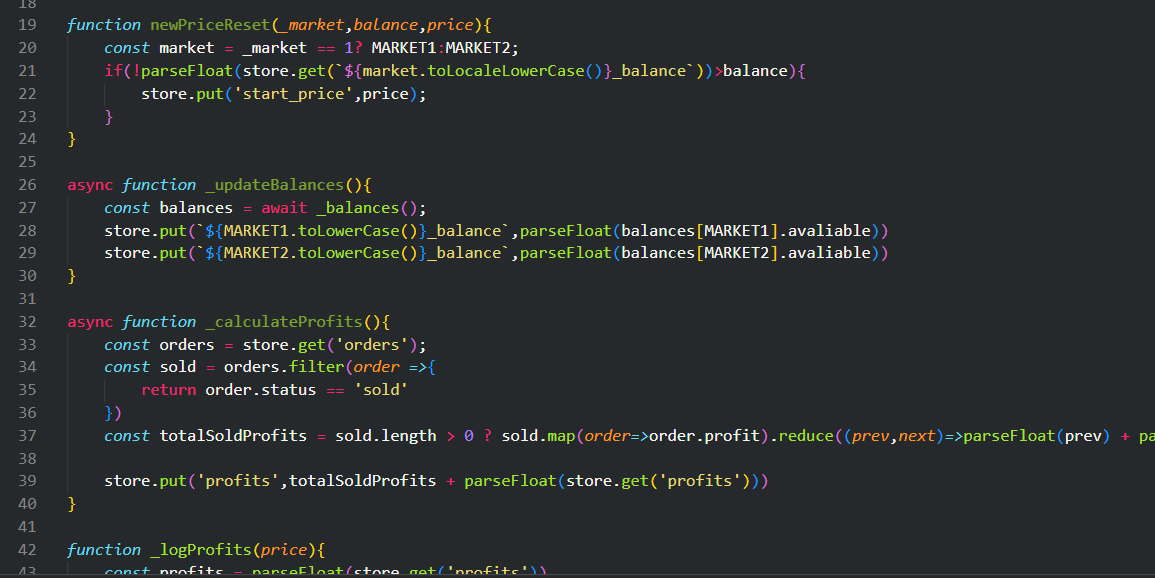 18
19 function newPriceReset(_market,balance,price){
20 const market = _market == 1? MARKET1:MARKET2;
21 if(!parseFloat(store.get(`${market.toLocaleLowerCase()}_balance`))>balance){
22 store.put('start_price',price);
23 }
24 }
25
26 async function _updateBalances(){
27 const balances = await _balances();
28 store.put(`${MARKET1.toLowerCase()}_balance`,parseFloat(balances[MARKET1].avaliable))
29 store.put(`${MARKET2.toLowerCase()}_balance`,parseFloat(balances[MARKET2].avaliable))
30 }
31
32 async function _calculateProfits(){
33 const orders = store.get('orders');
34 const sold = orders.filter(order =>{
35 return order.status == 'sold'
36 })
37 const totalSoldProfits = sold.length > 0 ? sold.map(order=>order.profit).reduce((prev,next)=>parseFloat(prev) + pa
38
39 store.put('profits',totalSoldProfits + parseFloat(store.get('profits')))
40 }
41
42 function _logProfits(price){
43 const profits = parseFloat(store.get('profits'))